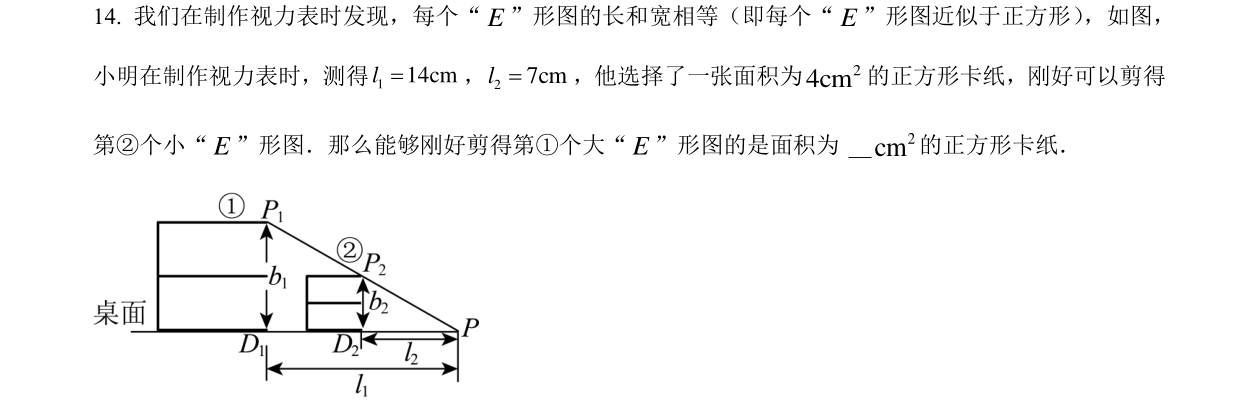 14. 我们在制作视力表时发现，每个“E”形图的长和宽相等（即每个“E”形图近似于正方形），如图，
小明在制作视力表时，测得l₁=14cm，l₂=7cm，他选择了一张面积为4cm²的正方形卡纸，刚好可以剪得
第②个小“E”形图．那么能够刚好剪得第①个大“E”形图的是面积为 __cm²的正方形卡纸．
① P₁
② P₂
b₁
b₂
桌面
D₁ D₂ P
l₂
l₁